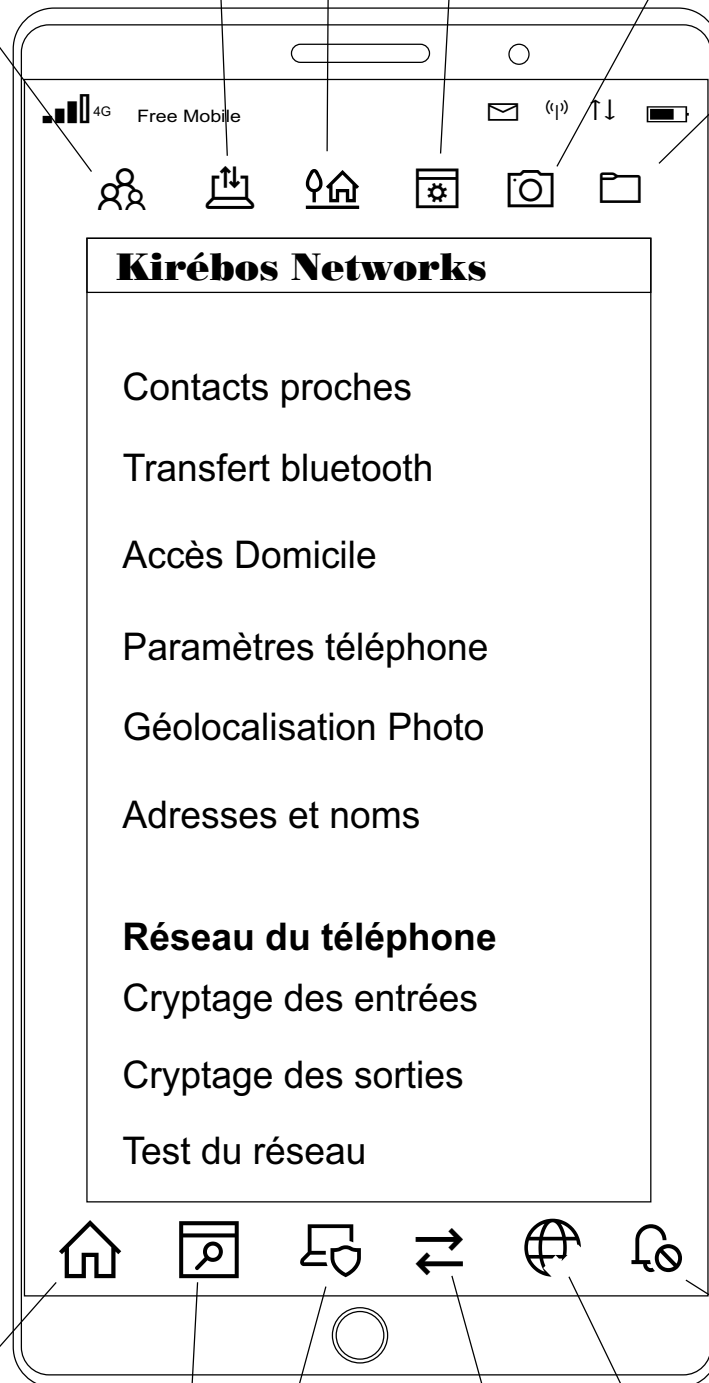 4G Free Mobile
Kirébos Networks
Contacts proches
Transfert bluetooth
Accès Domicile
Paramètres téléphone
Géolocalisation Photo
Adresses et noms
Réseau du téléphone
Cryptage des entrées
Cryptage des sorties
Test du réseau